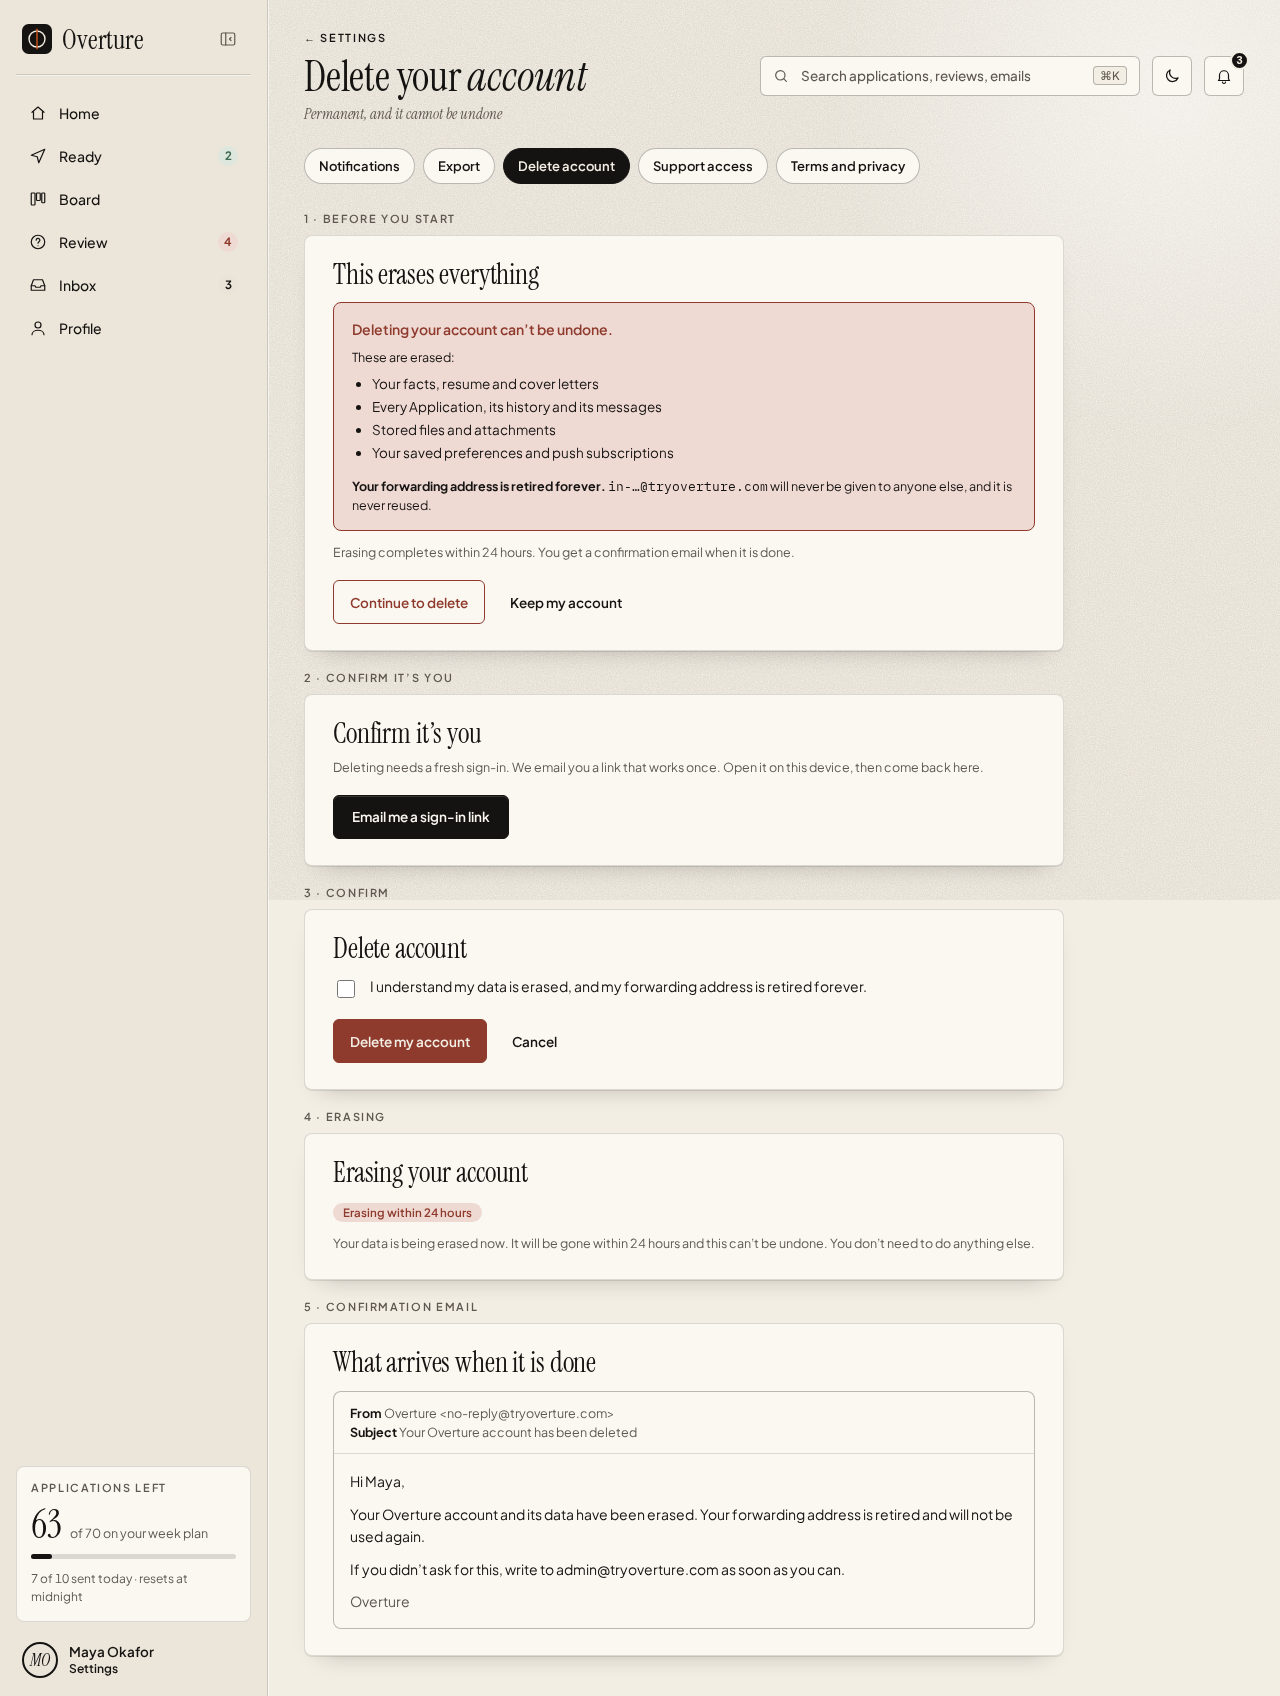 Overture
Home
Ready 2
Board
Review 4
Inbox 3
Profile
APPLICATIONS LEFT
63 of 70 on your week plan
7 of 10 sent today · resets at
midnight
MO
Maya Okafor
Settings
← SETTINGS
Delete your account
Permanent, and it cannot be undone
Search applications, reviews, emails ⌘K
3
Notifications Export Delete account Support access Terms and privacy
1 · BEFORE YOU START
This erases everything
Deleting your account can’t be undone.
These are erased:
• Your facts, resume and cover letters
• Every Application, its history and its messages
• Stored files and attachments
• Your saved preferences and push subscriptions
Your forwarding address is retired forever. in-…@tryoverture.com will never be given to anyone else, and it is
never reused.
Erasing completes within 24 hours. You get a confirmation email when it is done.
Continue to delete Keep my account
2 · CONFIRM IT’S YOU
Confirm it’s you
Deleting needs a fresh sign-in. We email you a link that works once. Open it on this device, then come back here.
Email me a sign-in link
3 · CONFIRM
Delete account
I understand my data is erased, and my forwarding address is retired forever.
Delete my account Cancel
4 · ERASING
Erasing your account
Erasing within 24 hours
Your data is being erased now. It will be gone within 24 hours and this can’t be undone. You don’t need to do anything else.
5 · CONFIRMATION EMAIL
What arrives when it is done
From Overture <no-reply@tryoverture.com>
Subject Your Overture account has been deleted
Hi Maya,
Your Overture account and its data have been erased. Your forwarding address is retired and will not be
used again.
If you didn’t ask for this, write to admin@tryoverture.com as soon as you can.
Overture